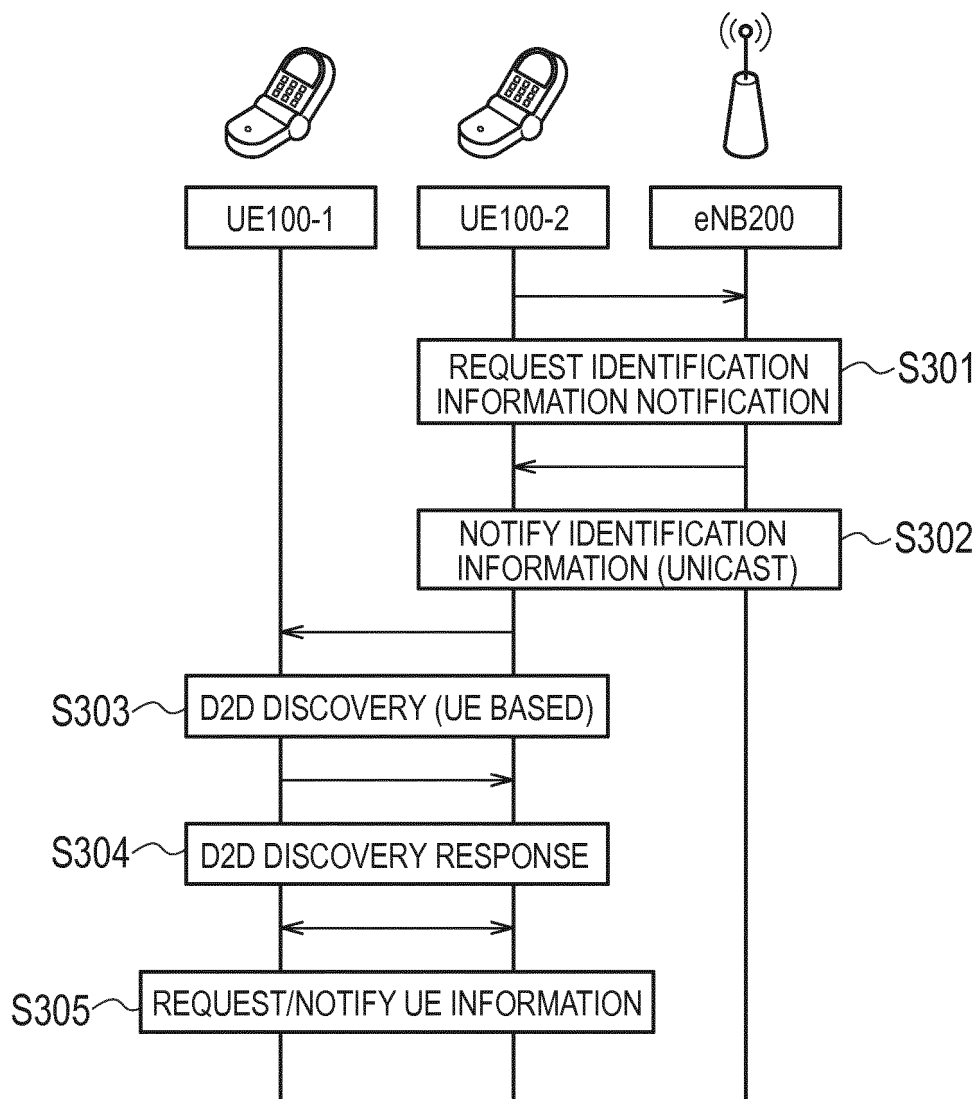 UE100-1
UE100-2
eNB200
REQUEST IDENTIFICATION
INFORMATION NOTIFICATION
S301
NOTIFY IDENTIFICATION
INFORMATION (UNICAST)
S302
S303
D2D DISCOVERY (UE BASED)
S304
D2D DISCOVERY RESPONSE
S305
REQUEST/NOTIFY UE INFORMATION